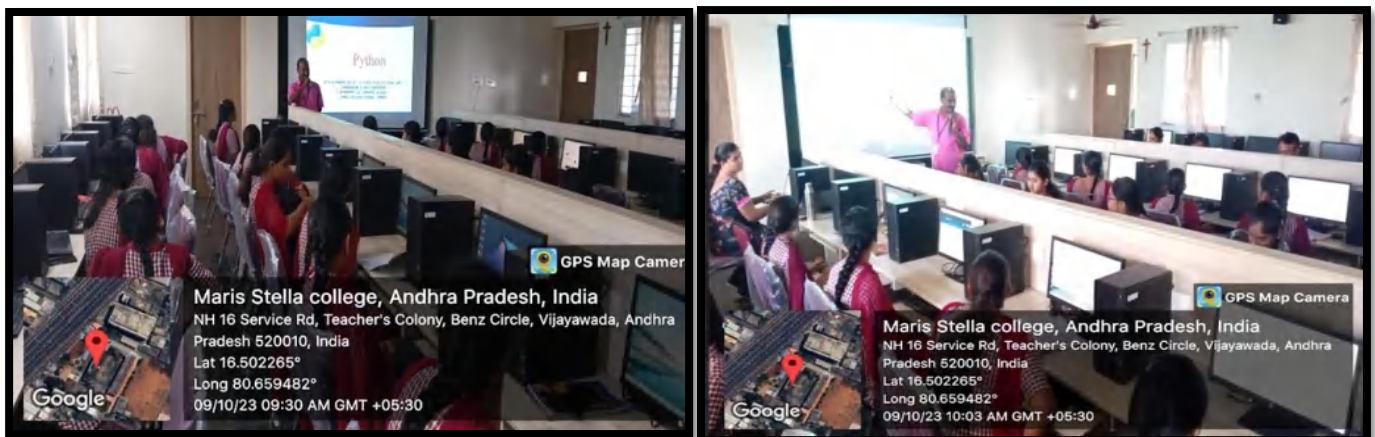 Python
GPS Map Camer
Maris Stella college, Andhra Pradesh, India
NH 16 Service Rd, Teacher's Colony, Benz Circle, Vijayawada, Andhra
Pradesh 520010, India
Lat 16.502265°
Long 80.659482°
09/10/23 09:30 AM GMT +05:30
Google
GPS Map Camera
Maris Stella college, Andhra Pradesh, India
NH 16 Service Rd, Teacher's Colony, Benz Circle, Vijayawada, Andhra
Pradesh 520010, India
Lat 16.502265°
Long 80.659482°
09/10/23 10:03 AM GMT +05:30
Google